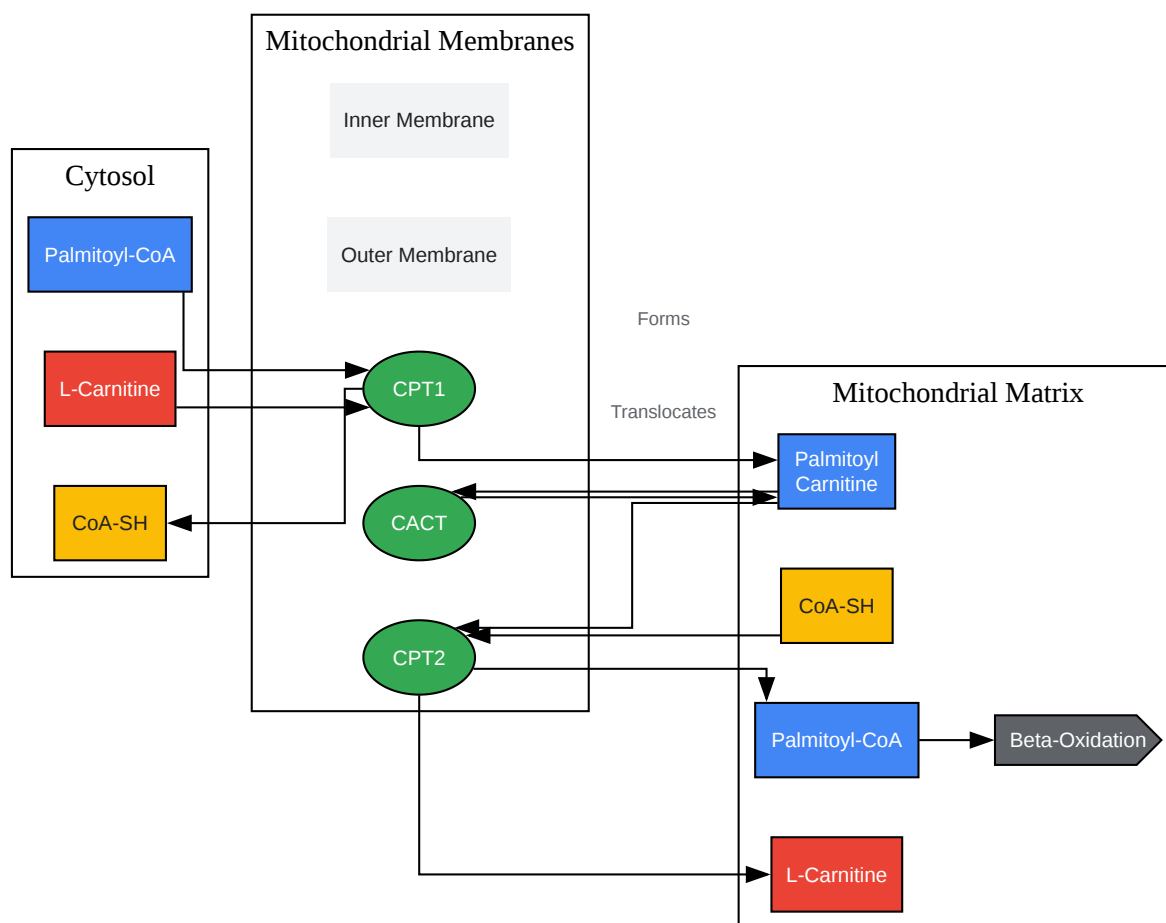 Mitochondrial Membranes
Inner Membrane
Outer Membrane
CPT1
CACT
CPT2
Cytosol
Palmitoyl-CoA
L-Carnitine
CoA-SH
Forms
Translocates
Mitochondrial Matrix
Palmitoyl
Carnitine
CoA-SH
Palmitoyl-CoA
Beta-Oxidation
L-Carnitine